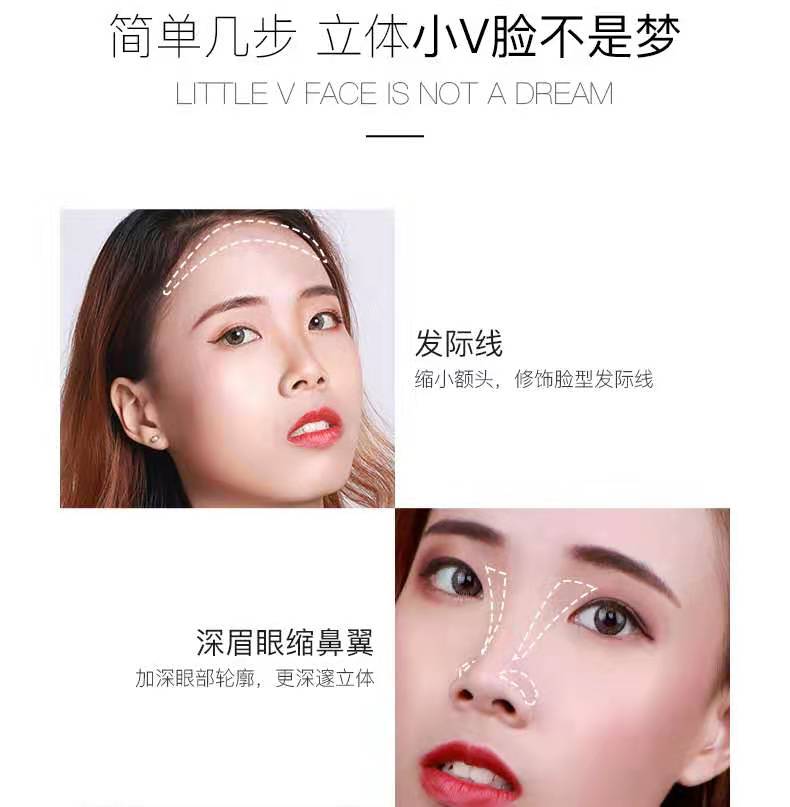 简单几步 立体小V脸不是梦
LITTLE V FACE IS NOT A DREAM
发际线
缩小额头，修饰脸型发际线
深眉眼缩鼻翼
加深眼部轮廓，更深邃立体